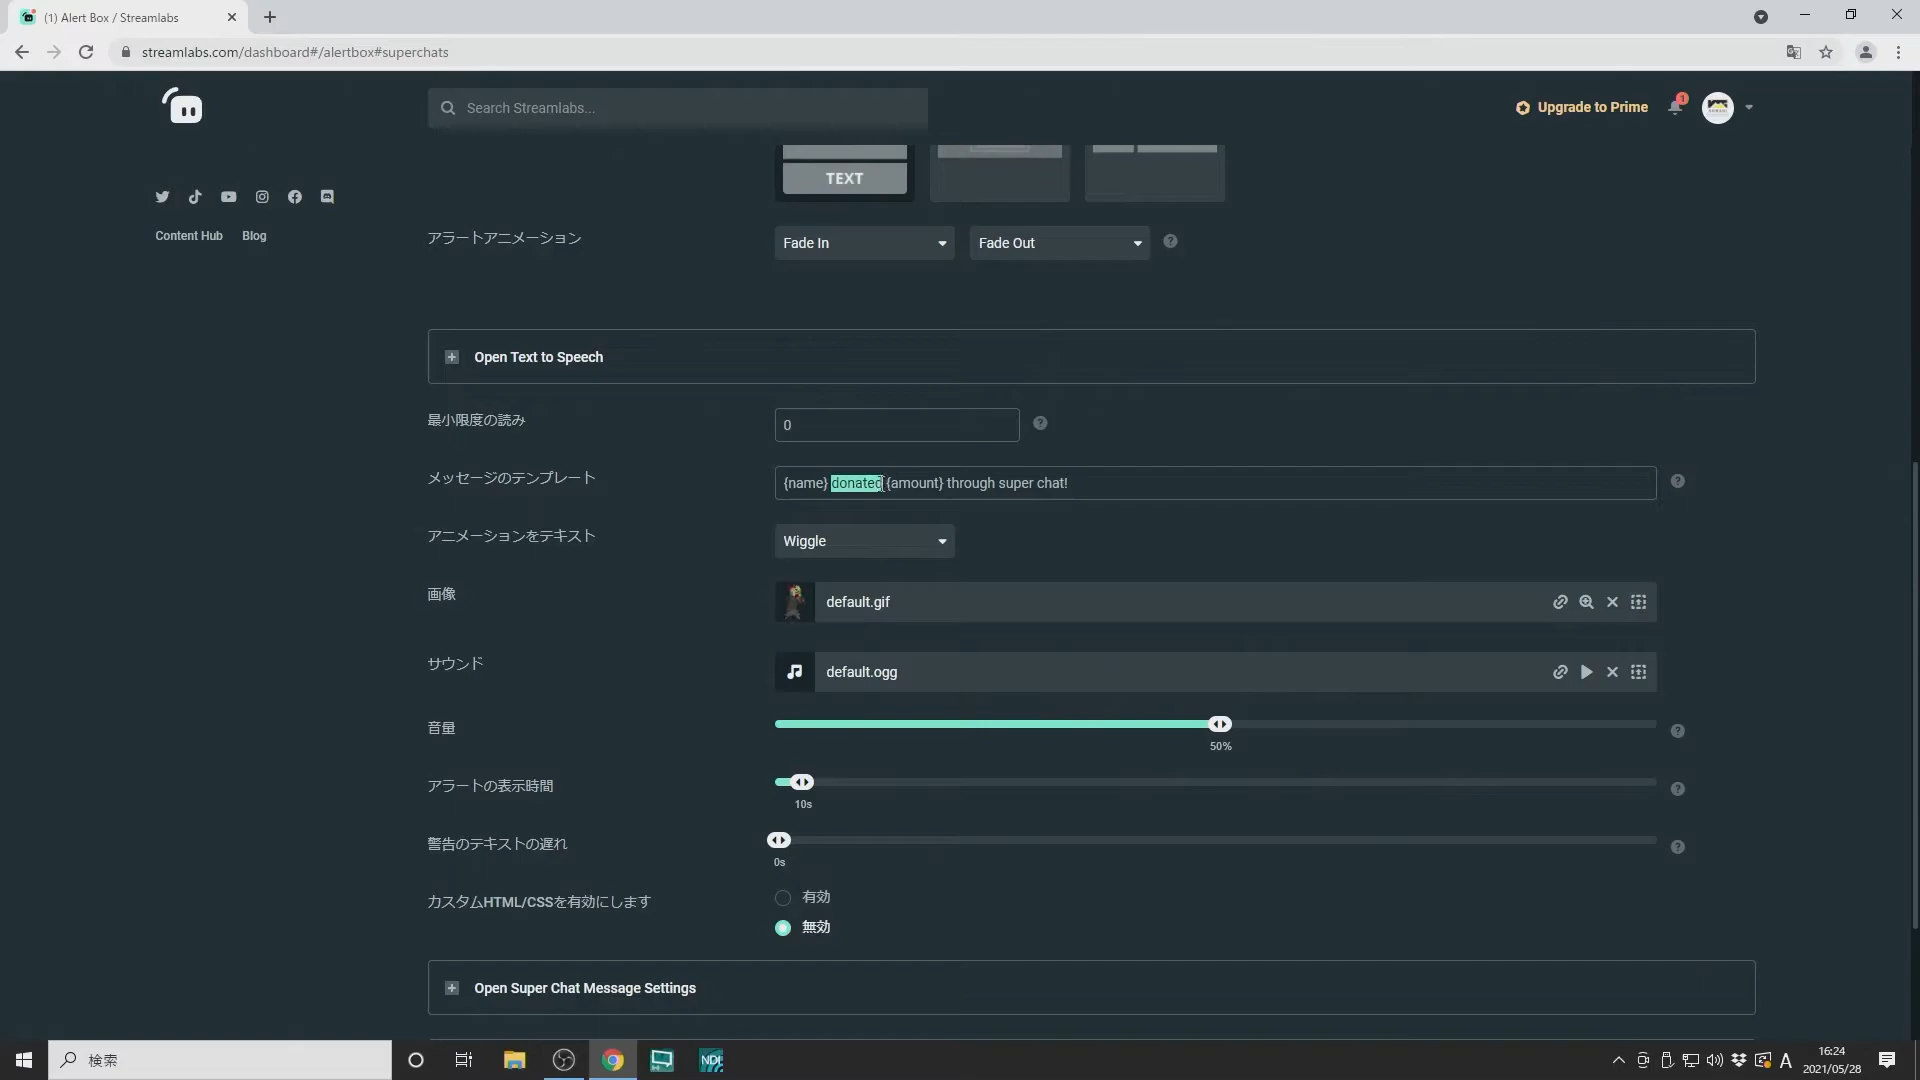 (1) Alert Box / Streamlabs
streamlabs.com/dashboard#/alertbox#superchats
Search Streamlabs...
Upgrade to Prime
1
Content Hub
Blog
TEXT
アラートアニメーション
Fade In
Fade Out
Open Text to Speech
最小限度の読み
0
メッセージのテンプレート
{name} donated {amount} through super chat!
アニメーションをテキスト
Wiggle
画像
default.gif
サウンド
default.ogg
音量
50%
アラートの表示時間
10s
警告のテキストの遅れ
0s
カスタムHTML/CSSを有効にします
有効
無効
Open Super Chat Message Settings
検索
NDI
A
16:24
2021/05/28